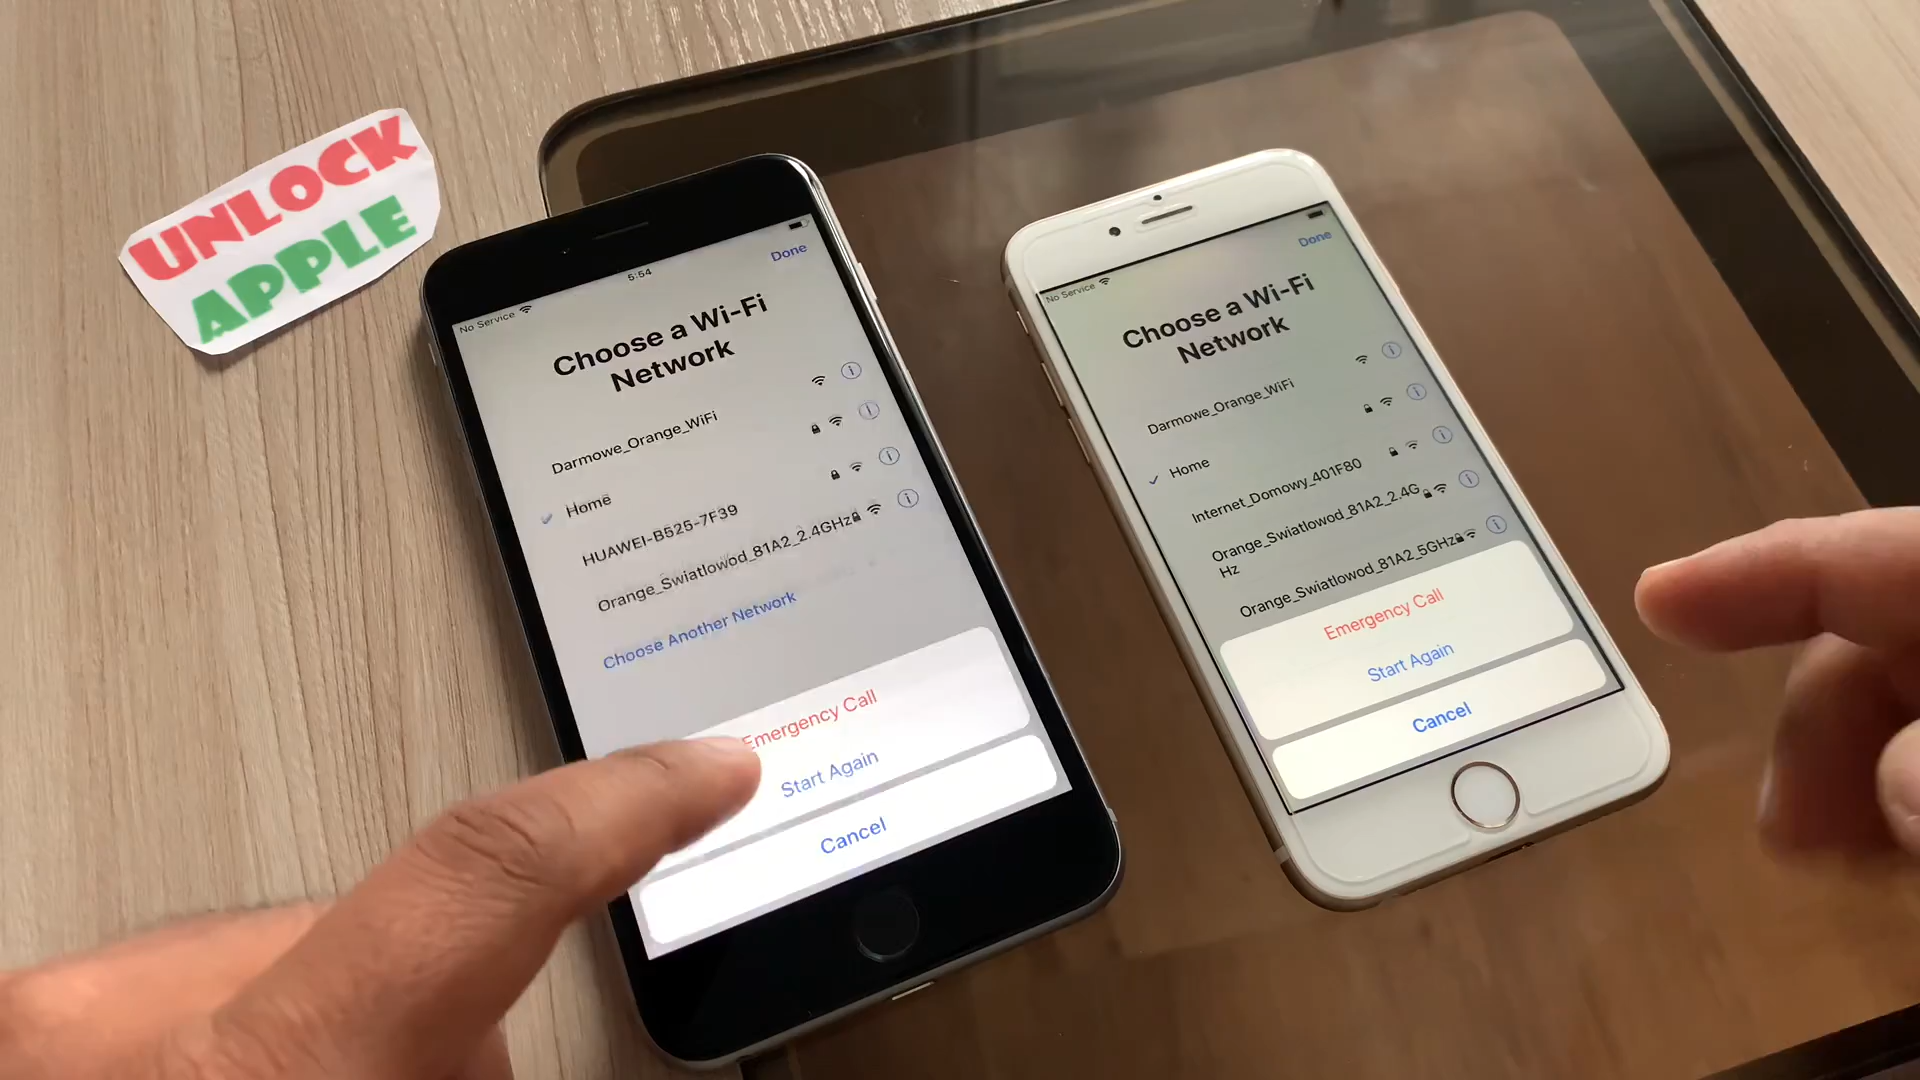 UNLOCK
APPLE
No Service
5:54
Done
Choose a Wi-Fi
Network
Darmowe_Orange_WiFi
Home
HUAWEI-B525-7F39
Orange_Swiatlowod_81A2_2.4GHz
Choose Another Network
Emergency Call
Start Again
Cancel
No Service
Done
Choose a Wi-Fi
Network
Darmowe_Orange_WiFi
Home
Internet_Domowy_401F80
Orange_Swiatlowod_81A2_2.4G
Hz
Orange_Swiatlowod_81A2_5GHz
Emergency Call
Start Again
Cancel